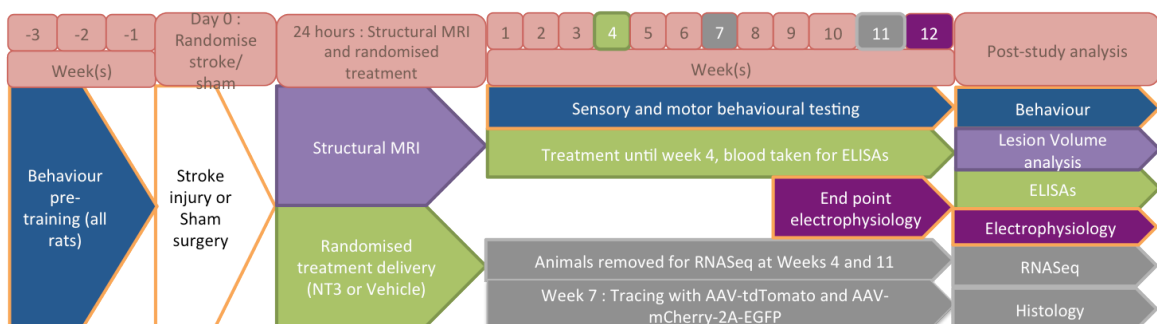 -3 -2 -1
Week(s)
Day 0 :
Randomise
stroke/
sham
24 hours : Structural MRI
and randomised
treatment
1 2 3 4 5 6 7 8 9 10 11 12
Week(s)
Post-study analysis
Behaviour
pre-
training (all
rats)
Stroke
injury or
Sham
surgery
Structural MRI
Randomised
treatment delivery
(NT3 or Vehicle)
Sensory and motor behavioural testing
Treatment until week 4, blood taken for ELISAs
End point
electrophysiology
Animals removed for RNASeq at Weeks 4 and 11
Week 7 : Tracing with AAV-tdTomato and AAV-
mCherry-2A-EGFP
Behaviour
Lesion Volume
analysis
ELISAs
Electrophysiology
RNASeq
Histology